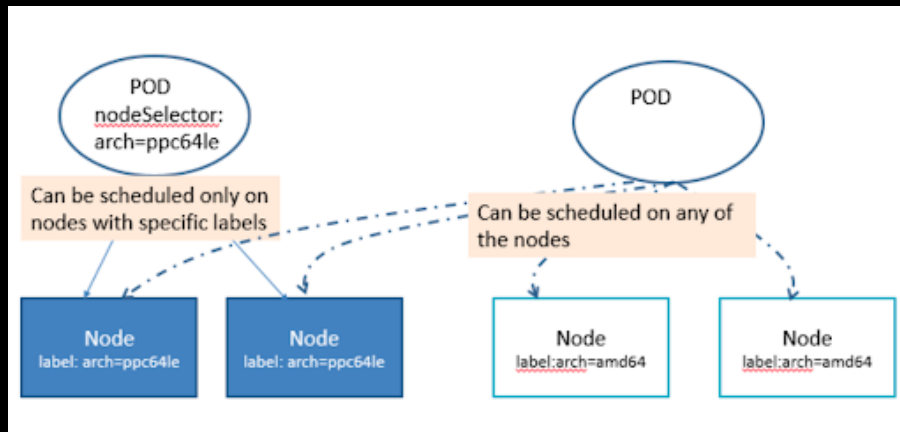 POD
nodeSelector:
arch=ppc64le
POD
Can be scheduled only on
nodes with specific labels
Can be scheduled on any of
the nodes
Node
label: arch=ppc64le
Node
label: arch=ppc64le
Node
label:arch=amd64
Node
label:arch=amd64